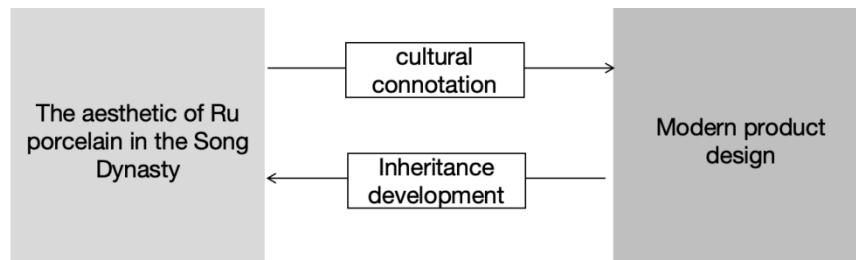 The aesthetic of Ru
porcelain in the Song
Dynasty
cultural
connotation
Inheritance
development
Modern product
design